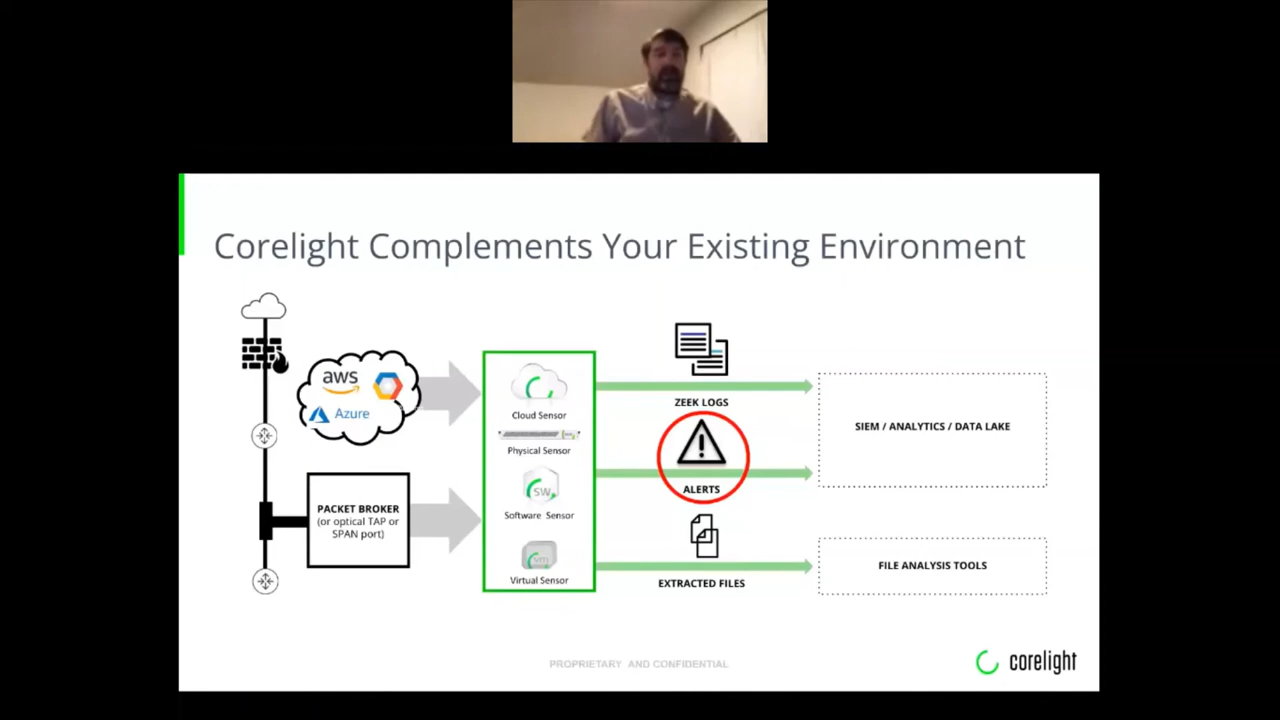 Corelight Complements Your Existing Environment
aws
Azure
PACKET BROKER
(or optical TAP or
SPAN port)
Cloud Sensor
Physical Sensor
sw
Software Sensor
vm
Virtual Sensor
ZEEK LOGS
ALERTS
EXTRACTED FILES
SIEM / ANALYTICS / DATA LAKE
FILE ANALYSIS TOOLS
PROPRIETARY AND CONFIDENTIAL
corelight